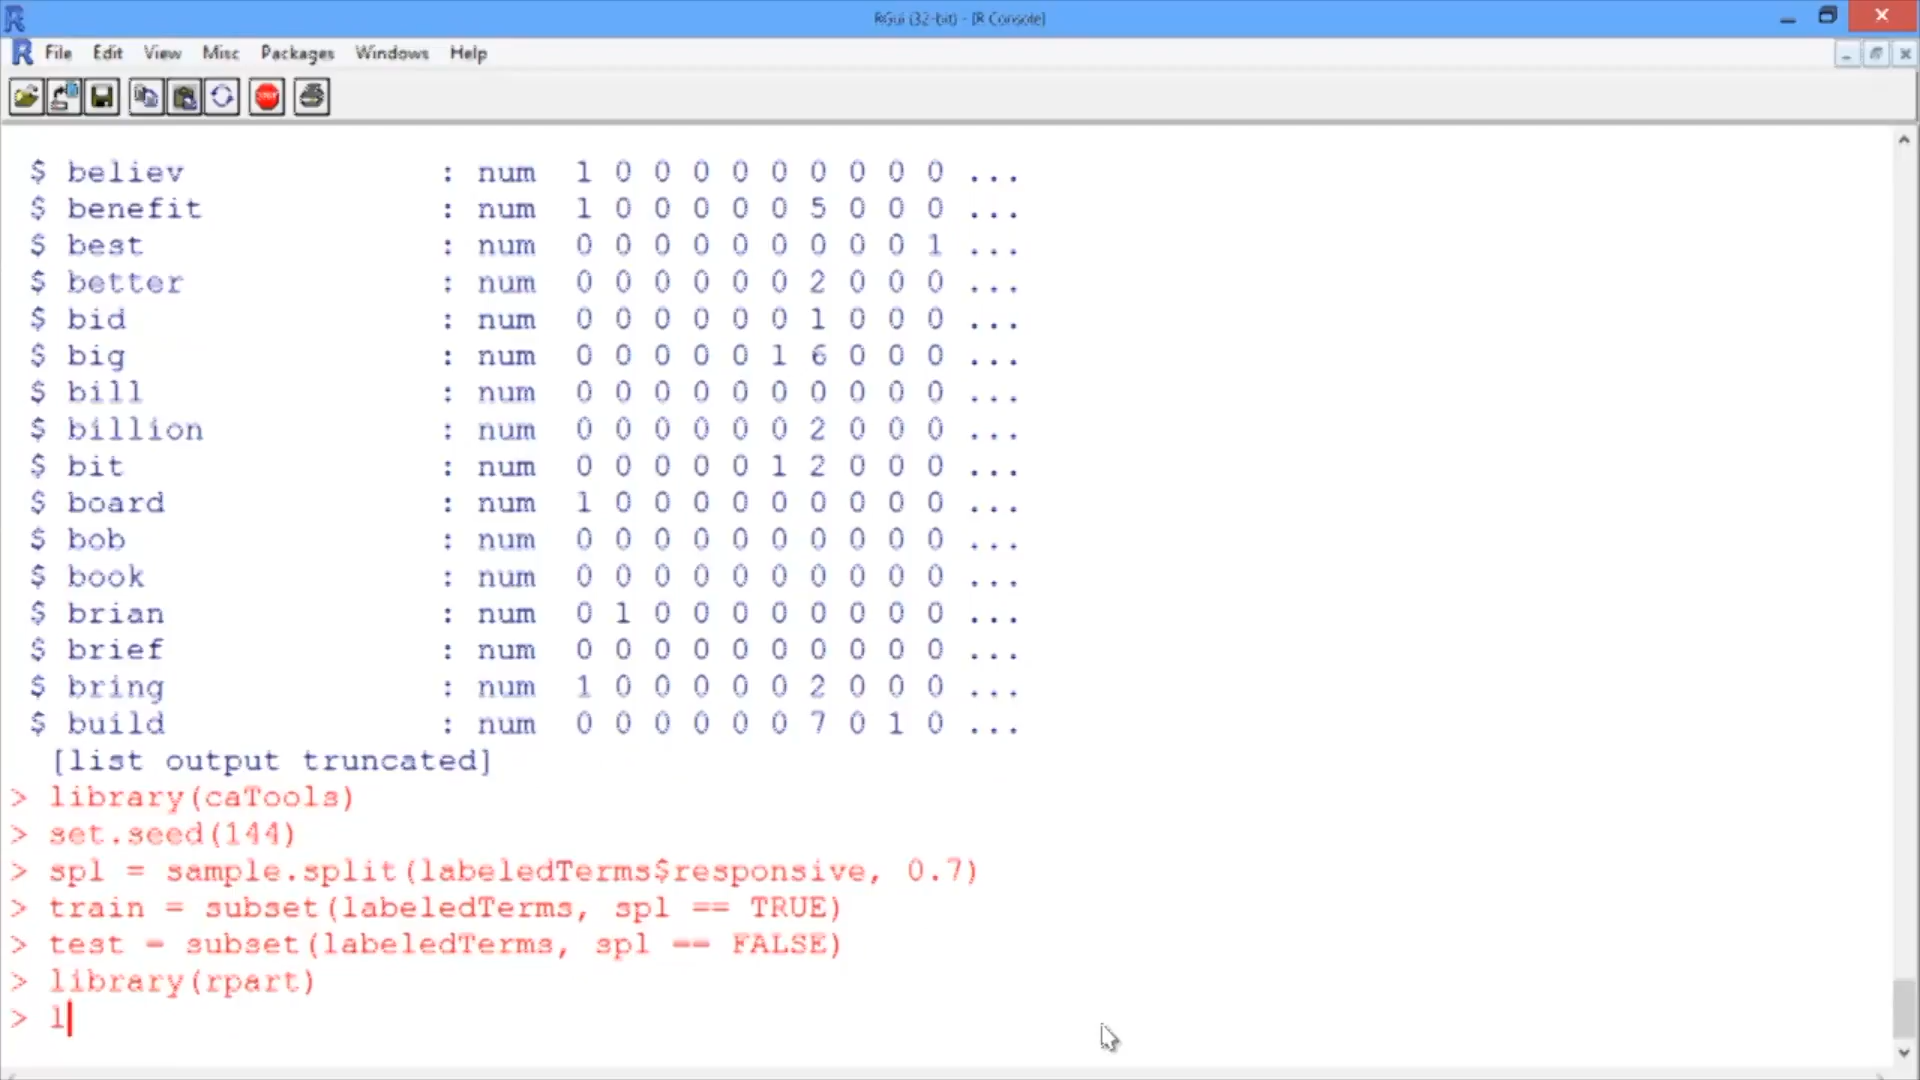 RGui (32-bit) - [R Console]
File Edit View Misc Packages Windows Help
STOP
$ believ : num 1 0 0 0 0 0 0 0 0 0 ...
$ benefit : num 1 0 0 0 0 0 5 0 0 0 ...
$ best : num 0 0 0 0 0 0 0 0 0 1 ...
$ better : num 0 0 0 0 0 0 2 0 0 0 ...
$ bid : num 0 0 0 0 0 0 1 0 0 0 ...
$ big : num 0 0 0 0 0 1 6 0 0 0 ...
$ bill : num 0 0 0 0 0 0 0 0 0 0 ...
$ billion : num 0 0 0 0 0 0 2 0 0 0 ...
$ bit : num 0 0 0 0 0 1 2 0 0 0 ...
$ board : num 1 0 0 0 0 0 0 0 0 0 ...
$ bob : num 0 0 0 0 0 0 0 0 0 0 ...
$ book : num 0 0 0 0 0 0 0 0 0 0 ...
$ brian : num 0 1 0 0 0 0 0 0 0 0 ...
$ brief : num 0 0 0 0 0 0 0 0 0 0 ...
$ bring : num 1 0 0 0 0 0 2 0 0 0 ...
$ build : num 0 0 0 0 0 0 7 0 1 0 ...
[list output truncated]
> library(caTools)
> set.seed(144)
> spl = sample.split(labeledTerms$responsive, 0.7)
> train = subset(labeledTerms, spl == TRUE)
> test = subset(labeledTerms, spl == FALSE)
> library(rpart)
> l